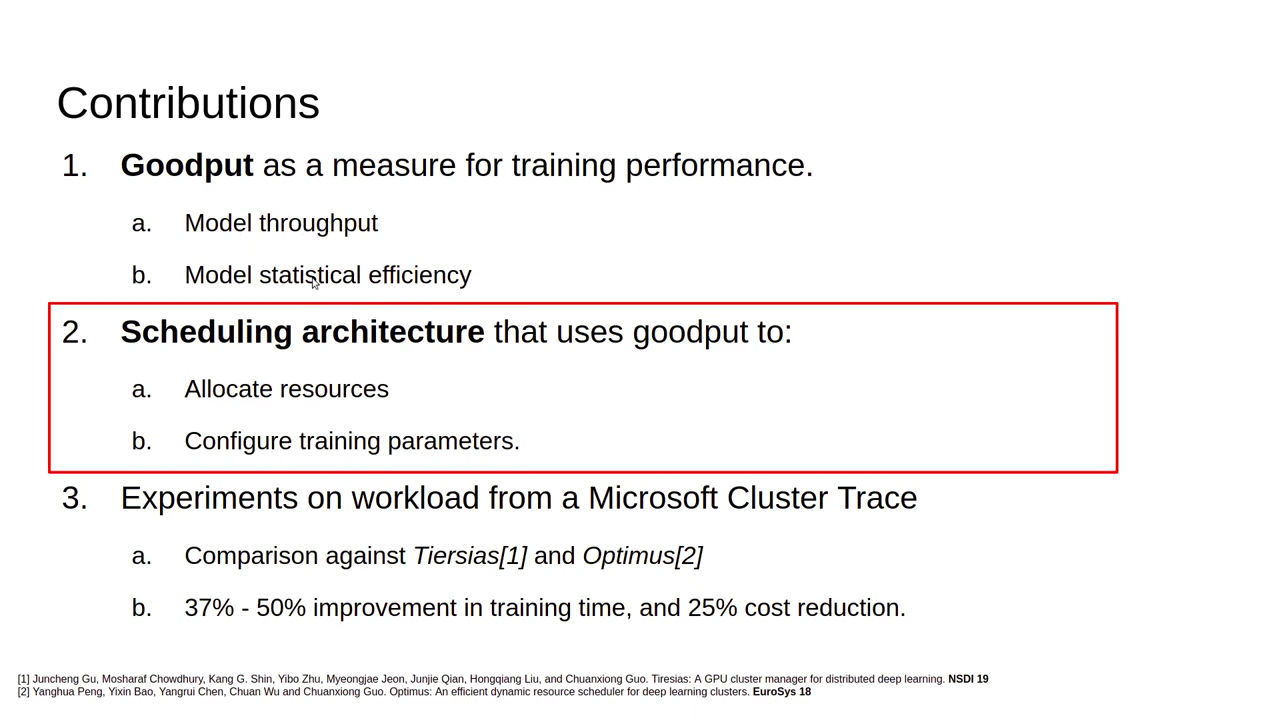 Contributions
1. Goodput as a measure for training performance.
a. Model throughput
b. Model statistical efficiency
2. Scheduling architecture that uses goodput to:
a. Allocate resources
b. Configure training parameters.
3. Experiments on workload from a Microsoft Cluster Trace
a. Comparison against Tiersias[1] and Optimus[2]
b. 37% - 50% improvement in training time, and 25% cost reduction.
[1] Juncheng Gu, Mosharaf Chowdhury, Kang G. Shin, Yibo Zhu, Myeongjae Jeon, Junjie Qian, Hongqiang Liu, and Chuanxiong Guo. Tiresias: A GPU cluster manager for distributed deep learning. NSDI 19
[2] Yanghua Peng, Yixin Bao, Yangrui Chen, Chuan Wu and Chuanxiong Guo. Optimus: An efficient dynamic resource scheduler for deep learning clusters. EuroSys 18